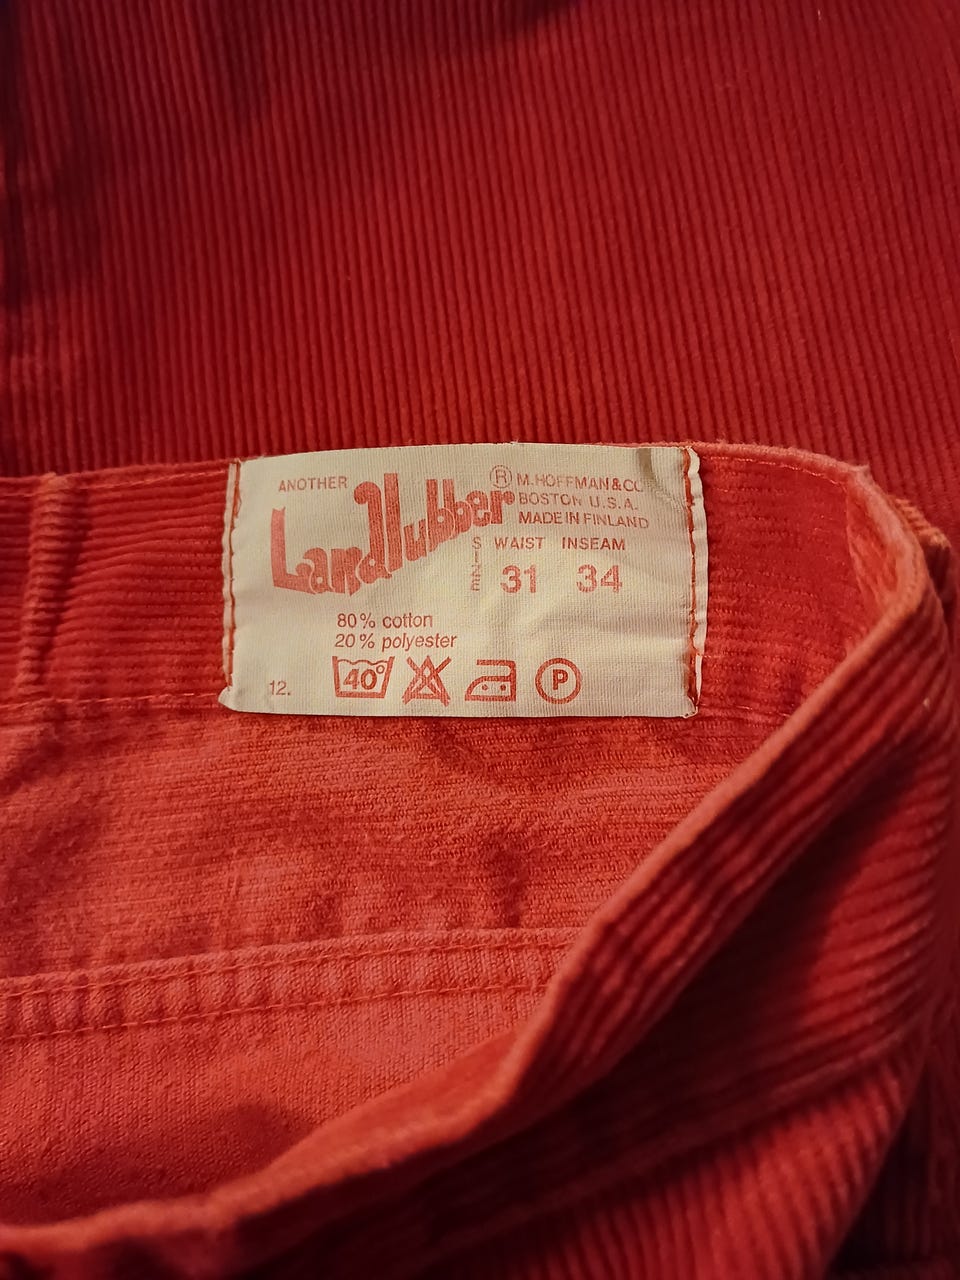 ANOTHER
Landlubber ®
M. HOFFMAN & CO
BOSTON U.S.A.
MADE IN FINLAND
SIZE WAIST INSEAM
31 34
80% cotton
20% polyester
12. 40° P